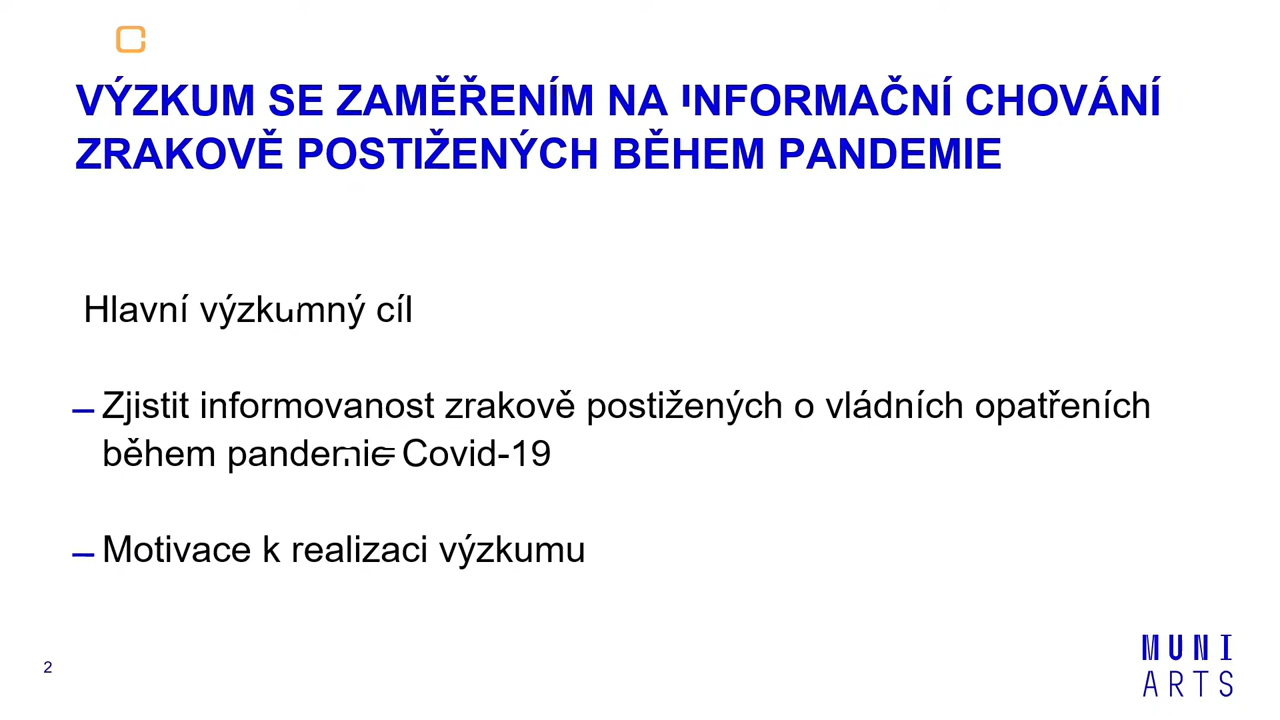 VÝZKUM SE ZAMĚŘENÍM NA INFORMAČNÍ CHOVÁNÍ
ZRAKOVĚ POSTIŽENÝCH BĚHEM PANDEMIE
Hlavní výzkumný cíl
– Zjistit informovanost zrakově postižených o vládních opatřeních
během pandemie Covid-19
– Motivace k realizaci výzkumu
2
MUNI
ARTS